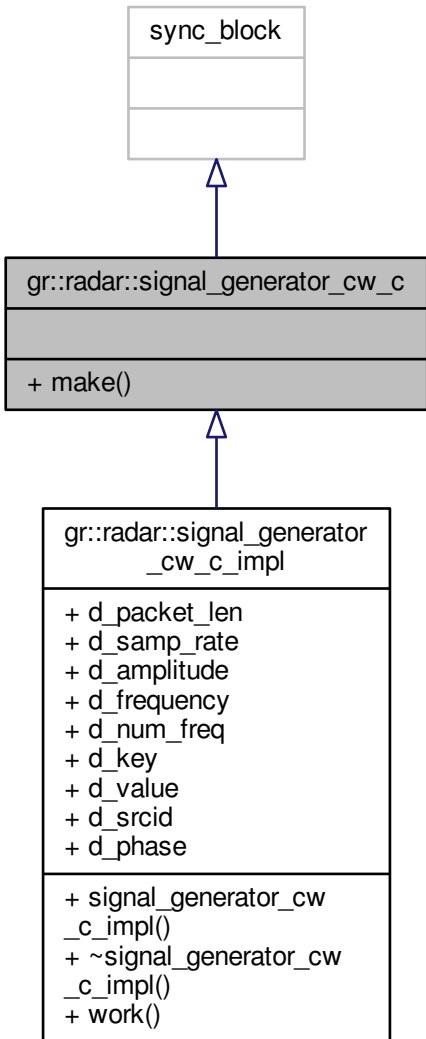 sync_block
gr::radar::signal_generator_cw_c
+ make()
gr::radar::signal_generator
_cw_c_impl
+ d_packet_len
+ d_samp_rate
+ d_amplitude
+ d_frequency
+ d_num_freq
+ d_key
+ d_value
+ d_srcid
+ d_phase
+ signal_generator_cw
_c_impl()
+ ~signal_generator_cw
_c_impl()
+ work()